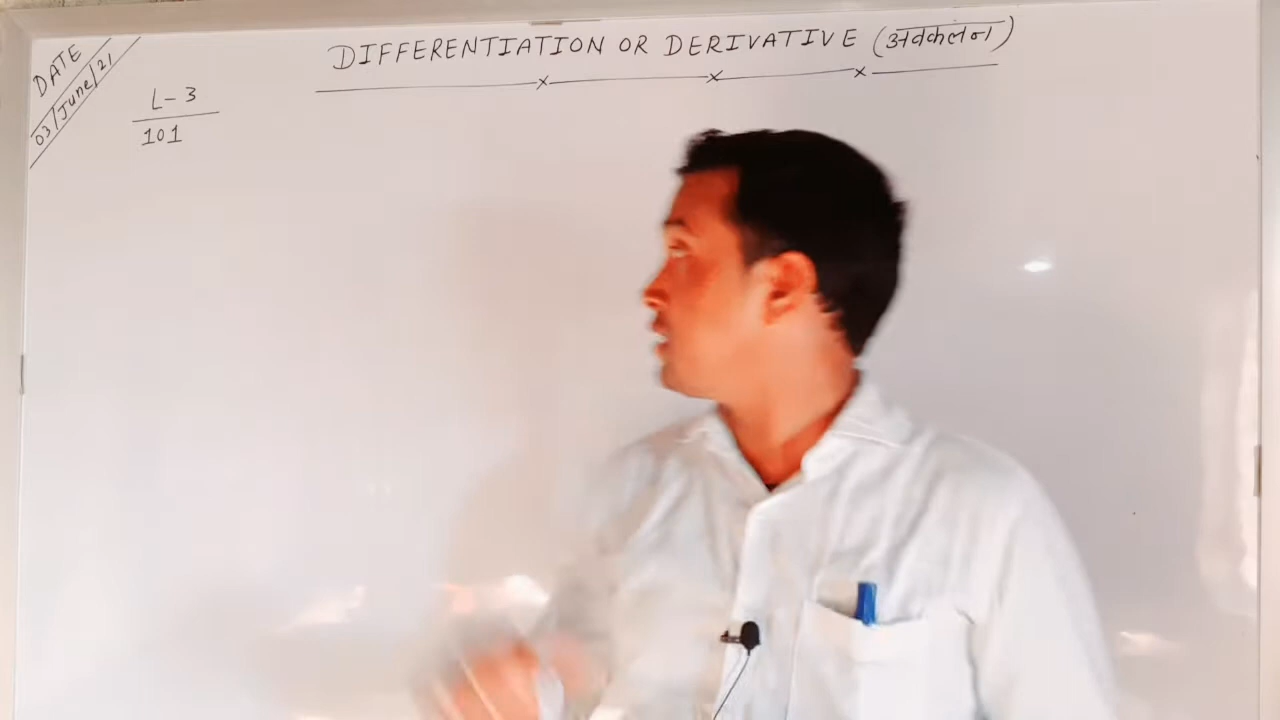 DATE
03/June/21
L-3
101
DIFFERENTIATION OR DERIVATIVE (अवकलन)